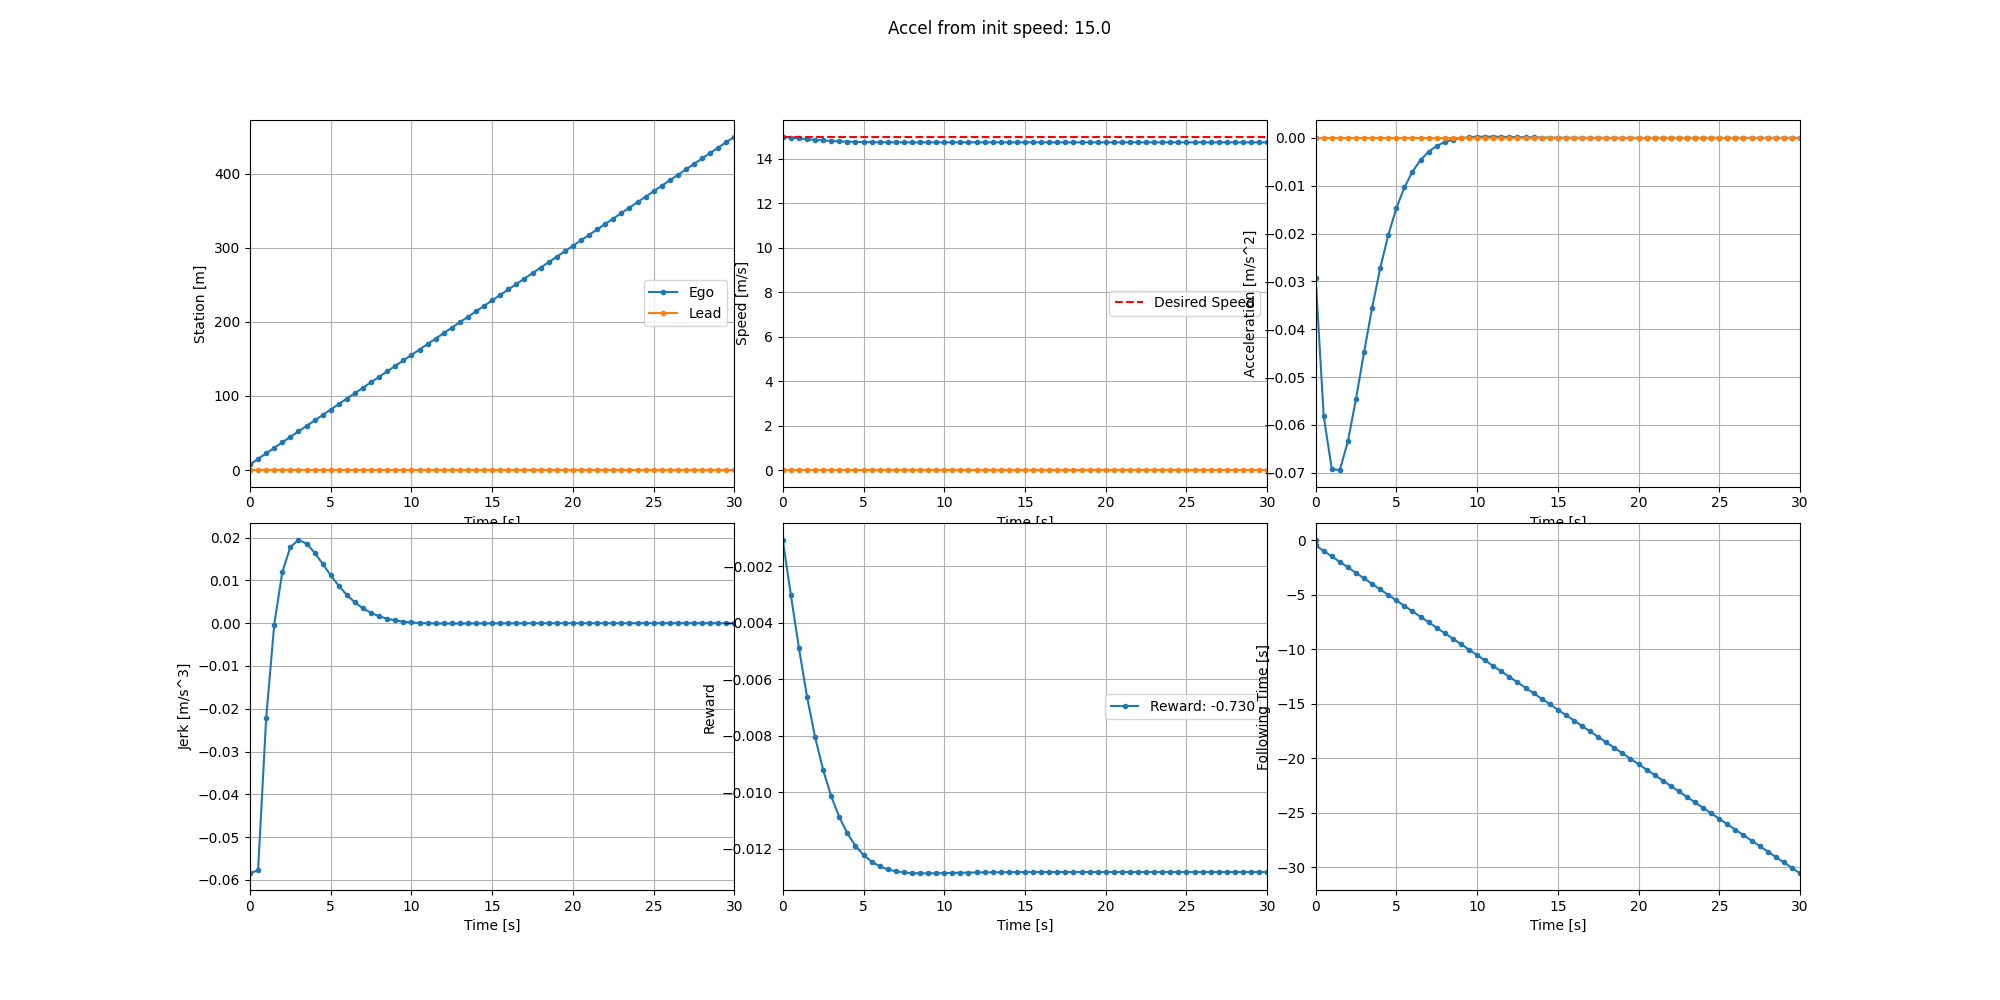 Accel from init speed: 15.0
Station [m]
400
300
200
100
0
Ego
Lead
0 5 10 15 20 25 30
Time [s]
Speed [m/s]
14
12
10
8
6
4
2
0
Desired Speed
0 5 10 15 20 25 30
Time [s]
Acceleration [m/s^2]
0.00
−0.01
−0.02
−0.03
−0.04
−0.05
−0.06
−0.07
0 5 10 15 20 25 30
Time [s]
Jerk [m/s^3]
0.02
0.01
0.00
−0.01
−0.02
−0.03
−0.04
−0.05
−0.06
0 5 10 15 20 25 30
Time [s]
Reward
−0.002
−0.004
−0.006
−0.008
−0.010
−0.012
Reward: -0.730
0 5 10 15 20 25 30
Time [s]
Following Time [s]
0
−5
−10
−15
−20
−25
−30
0 5 10 15 20 25 30
Time [s]